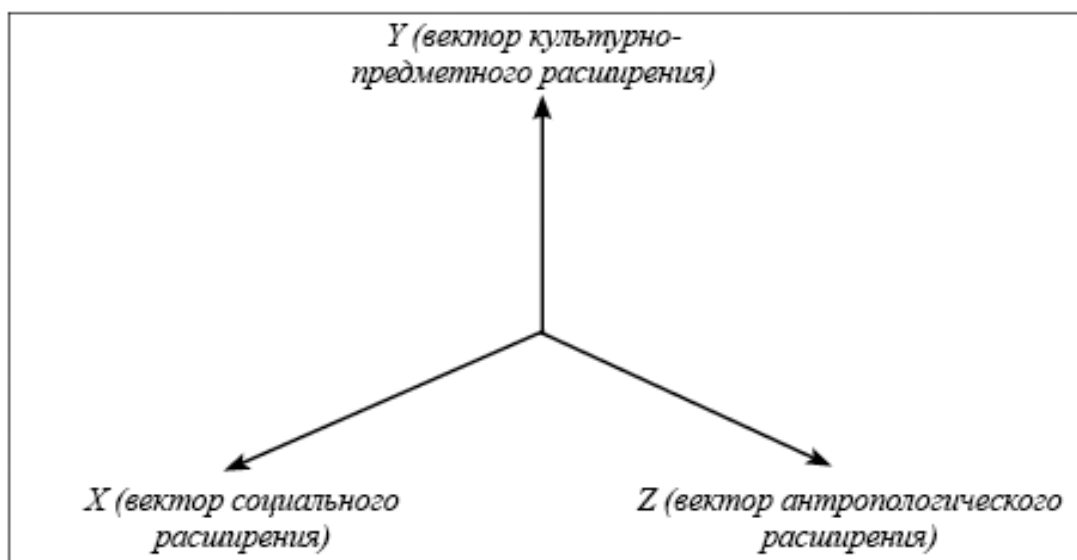 Y (вектор культурно-
предметного расширения)
X (вектор социального
расширения)
Z (вектор антропологического
расширения)